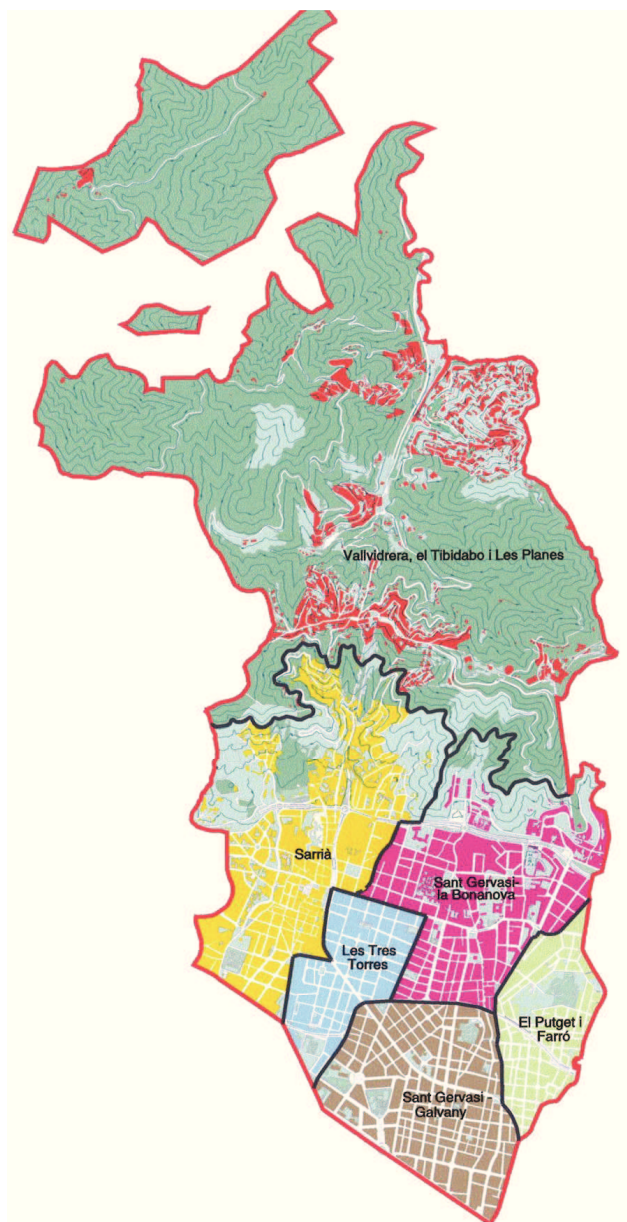 Vallvidrera, el Tibidabo i Les Planes
Sarrià
Sant Gervasi-
la Bonanova
Les Tres
Torres
El Putget i
Farró
Sant Gervasi -
Galvany